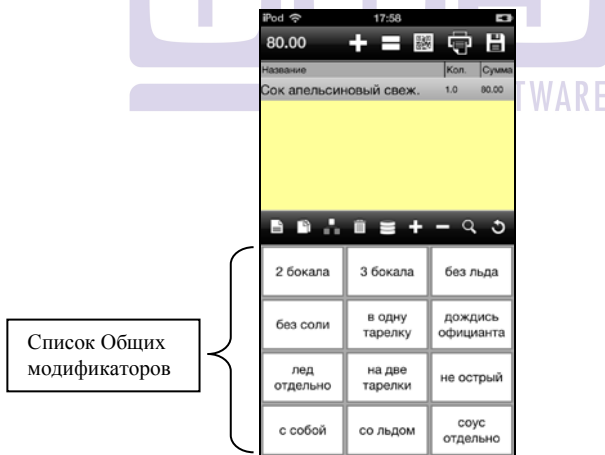 iPod 17:58
80.00
Название Кол. Сумма
Сок апельсиновый свеж. 1.0 80.00
TWARE
2 бокала 3 бокала без льда
без соли в одну тарелку дождись официанта
Список Общих
модификаторов
лед отдельно на две тарелки не острый
с собой со льдом соус отдельно